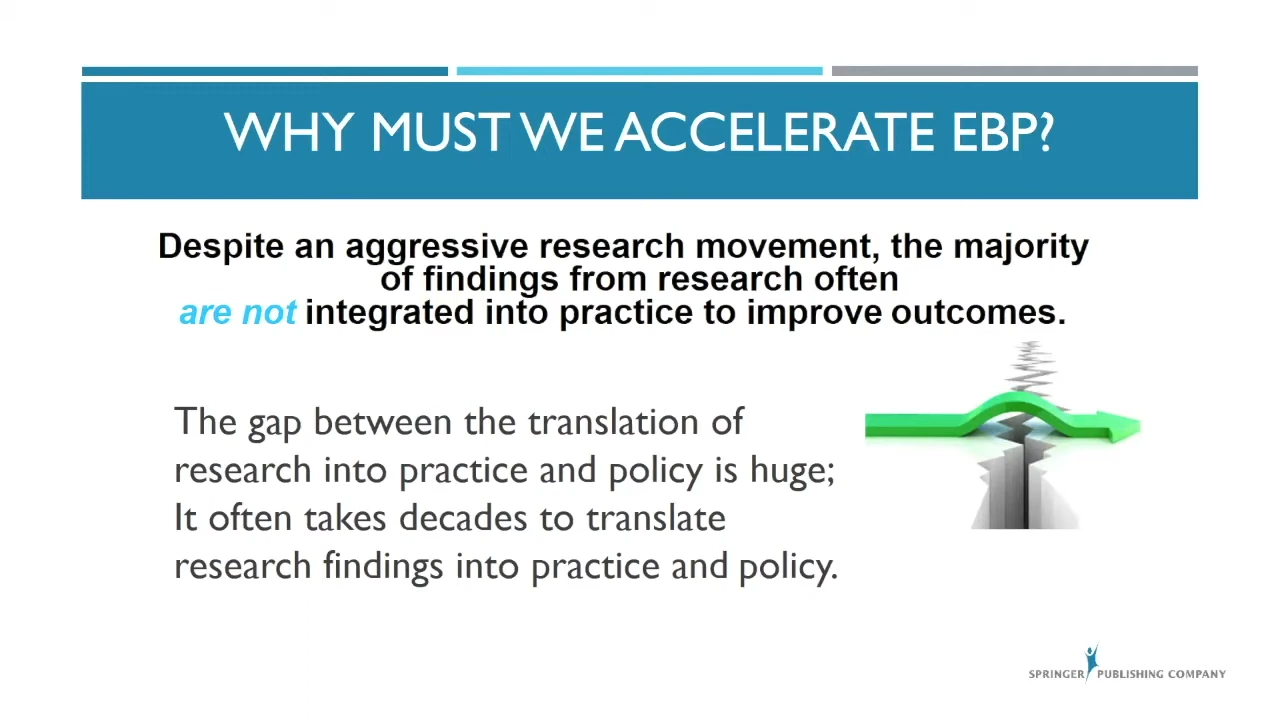 WHY MUST WE ACCELERATE EBP?
Despite an aggressive research movement, the majority
of findings from research often
are not integrated into practice to improve outcomes.
The gap between the translation of
research into practice and policy is huge;
It often takes decades to translate
research findings into practice and policy.
SPRINGER PUBLISHING COMPANY